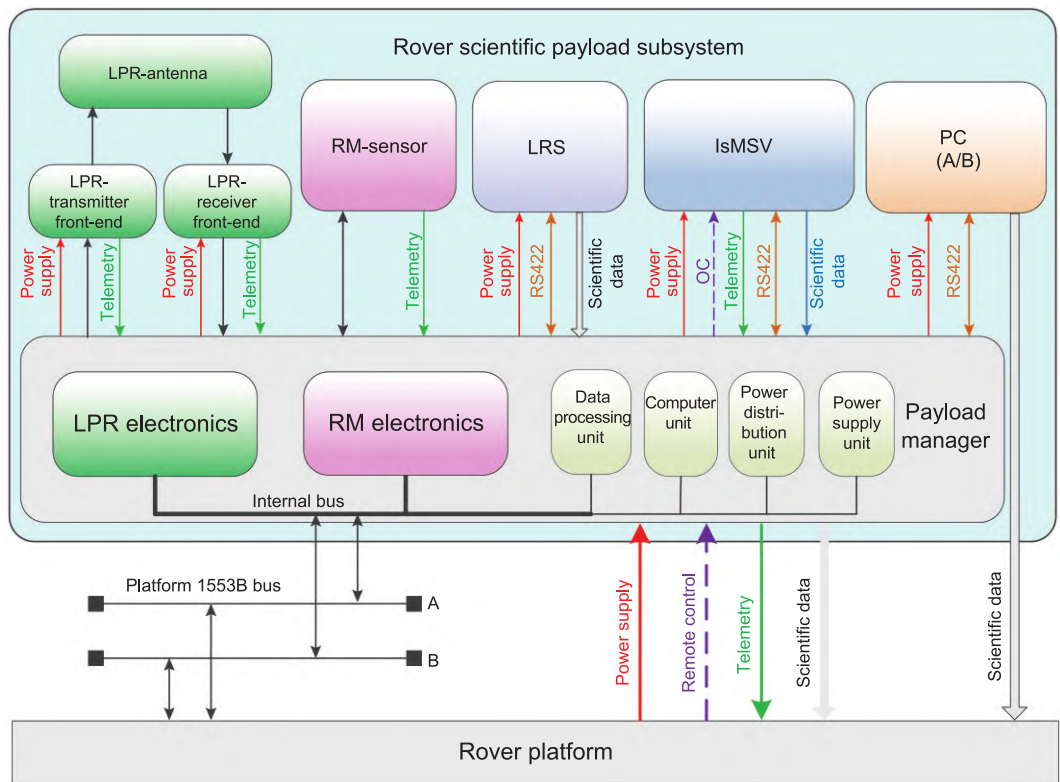 Rover scientific payload subsystem
LPR-antenna
RM-sensor
LRS
IsMSV
PC
(A/B)
LPR-
transmitter
front-end
LPR-
receiver
front-end
Power
supply
Telemetry
Power
supply
Telemetry
Telemetry
Power
supply
RS422
Scientific
data
Power
supply
OC
Telemetry
RS422
Scientific
data
Power
supply
RS422
LPR electronics
RM electronics
Data
processing
unit
Computer
unit
Power
distri-
bution
unit
Power
supply
unit
Payload
manager
Internal bus
Platform 1553B bus
A
B
Power supply
Remote control
Telemetry
Scientific data
Scientific data
Rover platform